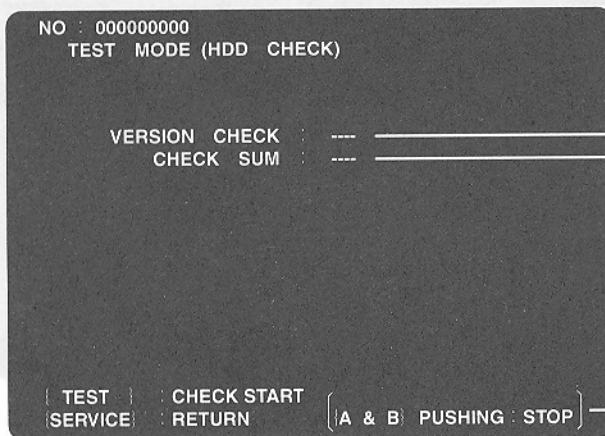 NO : 000000000
TEST MODE (HDD CHECK)
VERSION CHECK : ----
CHECK SUM : ----
[ TEST ] : CHECK START
[SERVICE] : RETURN
[[A & B] PUSHING : STOP]